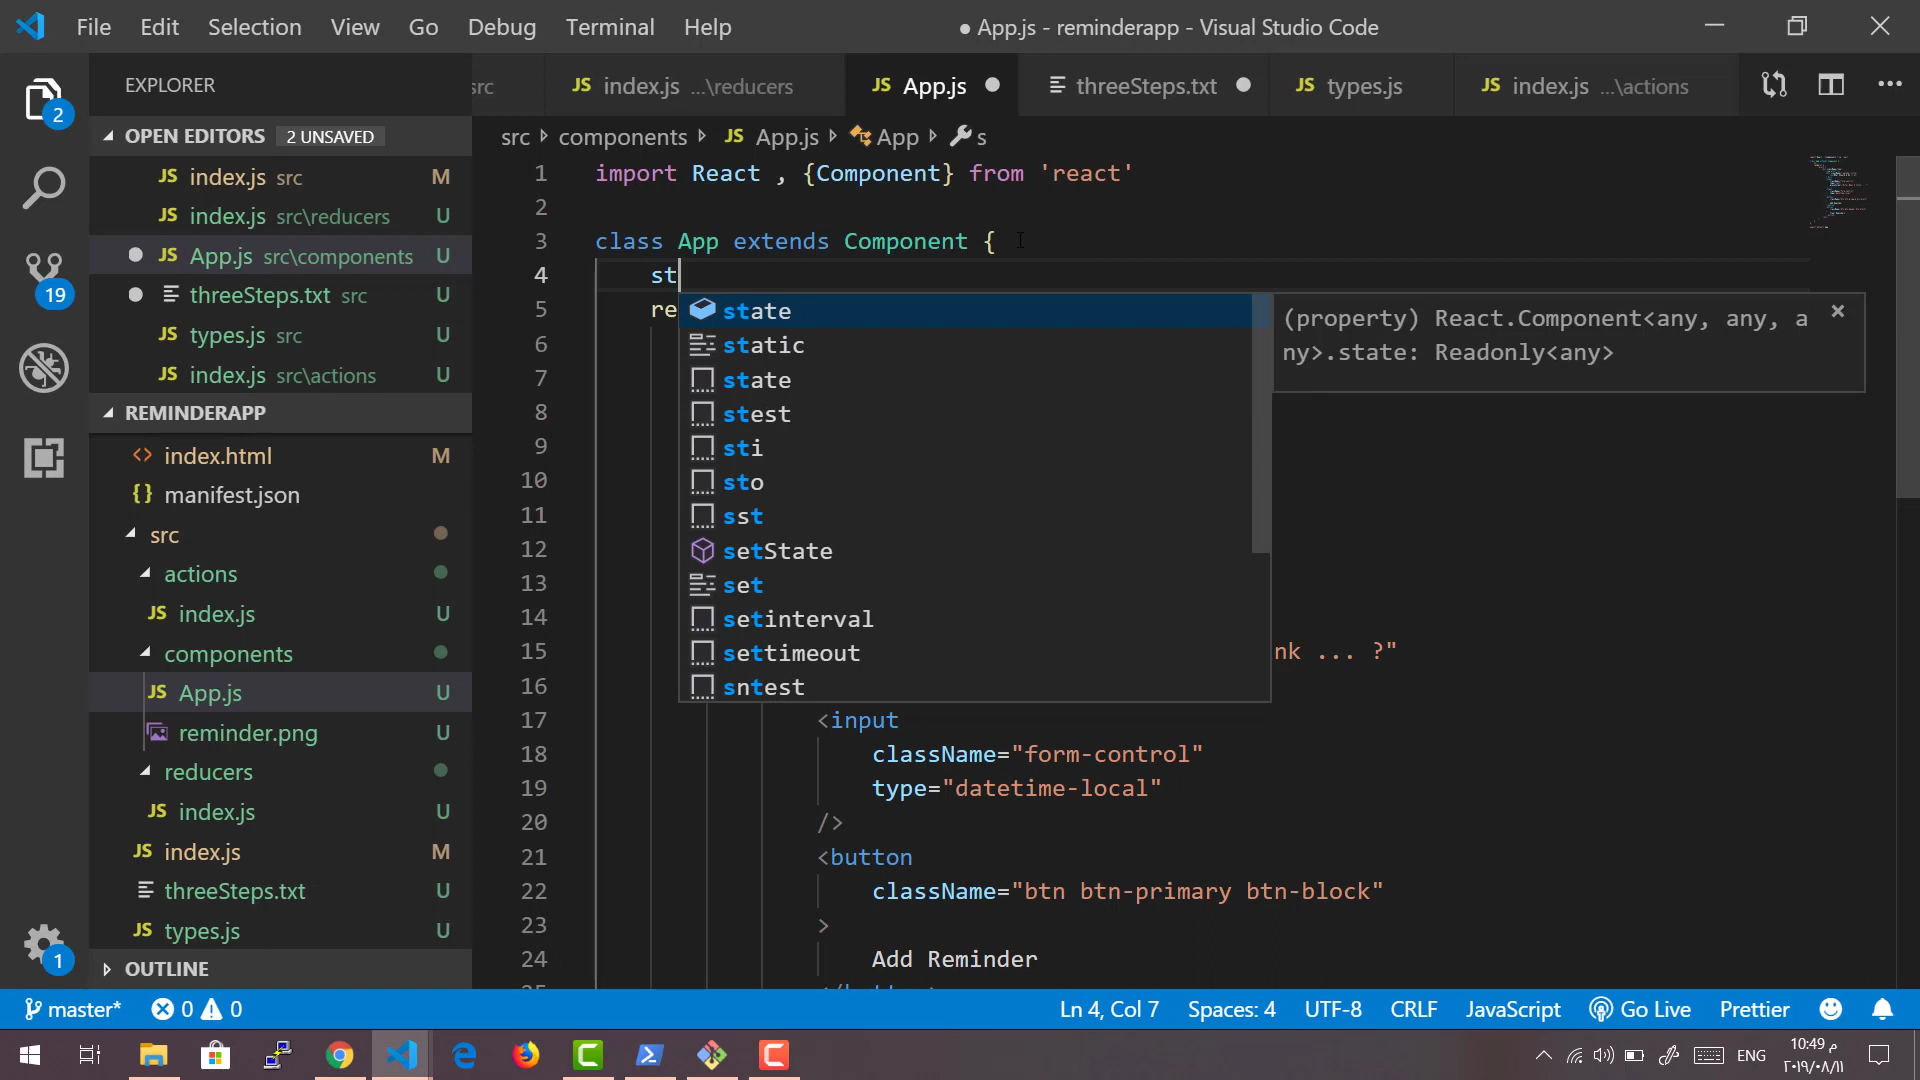 File Edit Selection View Go Debug Terminal Help
● App.js - reminderapp - Visual Studio Code
EXPLORER
src
JS index.js ...\reducers
JS App.js
threeSteps.txt
JS types.js
JS index.js ...\actions
OPEN EDITORS 2 UNSAVED
JS index.js src M
JS index.js src\reducers U
JS App.js src\components U
threeSteps.txt src U
JS types.js src U
JS index.js src\actions U
REMINDERAPP
<> index.html M
{} manifest.json
src
actions
JS index.js U
components
JS App.js U
reminder.png U
reducers
JS index.js U
JS index.js M
threeSteps.txt U
JS types.js U
OUTLINE
2
19
1
src components JS App.js App s
1 import React , {Component} from 'react'
2
3 class App extends Component {
4 st
5 re
6
7
8
9
10
11
12
13
14
15 nk ... ?"
16
17 <input
18 className="form-control"
19 type="datetime-local"
20 />
21 <button
22 className="btn btn-primary btn-block"
23 >
24 Add Reminder
state
static
state
stest
sti
sto
sst
setState
set
setinterval
settimeout
sntest
(property) React.Component<any, any, a
ny>.state: Readonly<any>
master* 0 0
Ln 4, Col 7 Spaces: 4 UTF-8 CRLF JavaScript Go Live Prettier
ENG
10:49 م
٢٠١٩/٠٨/١١